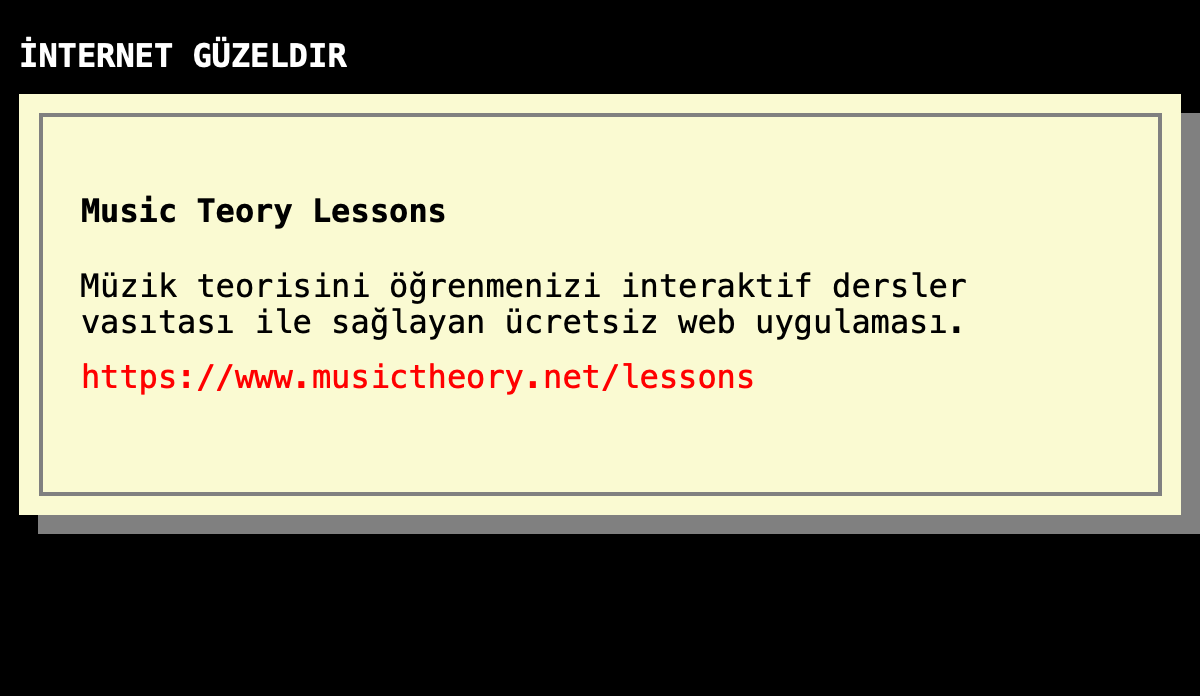 İNTERNET GÜZELDIR
Music Teory Lessons
Müzik teorisini öğrenmenizi interaktif dersler
vasıtası ile sağlayan ücretsiz web uygulaması.
https://www.musictheory.net/lessons